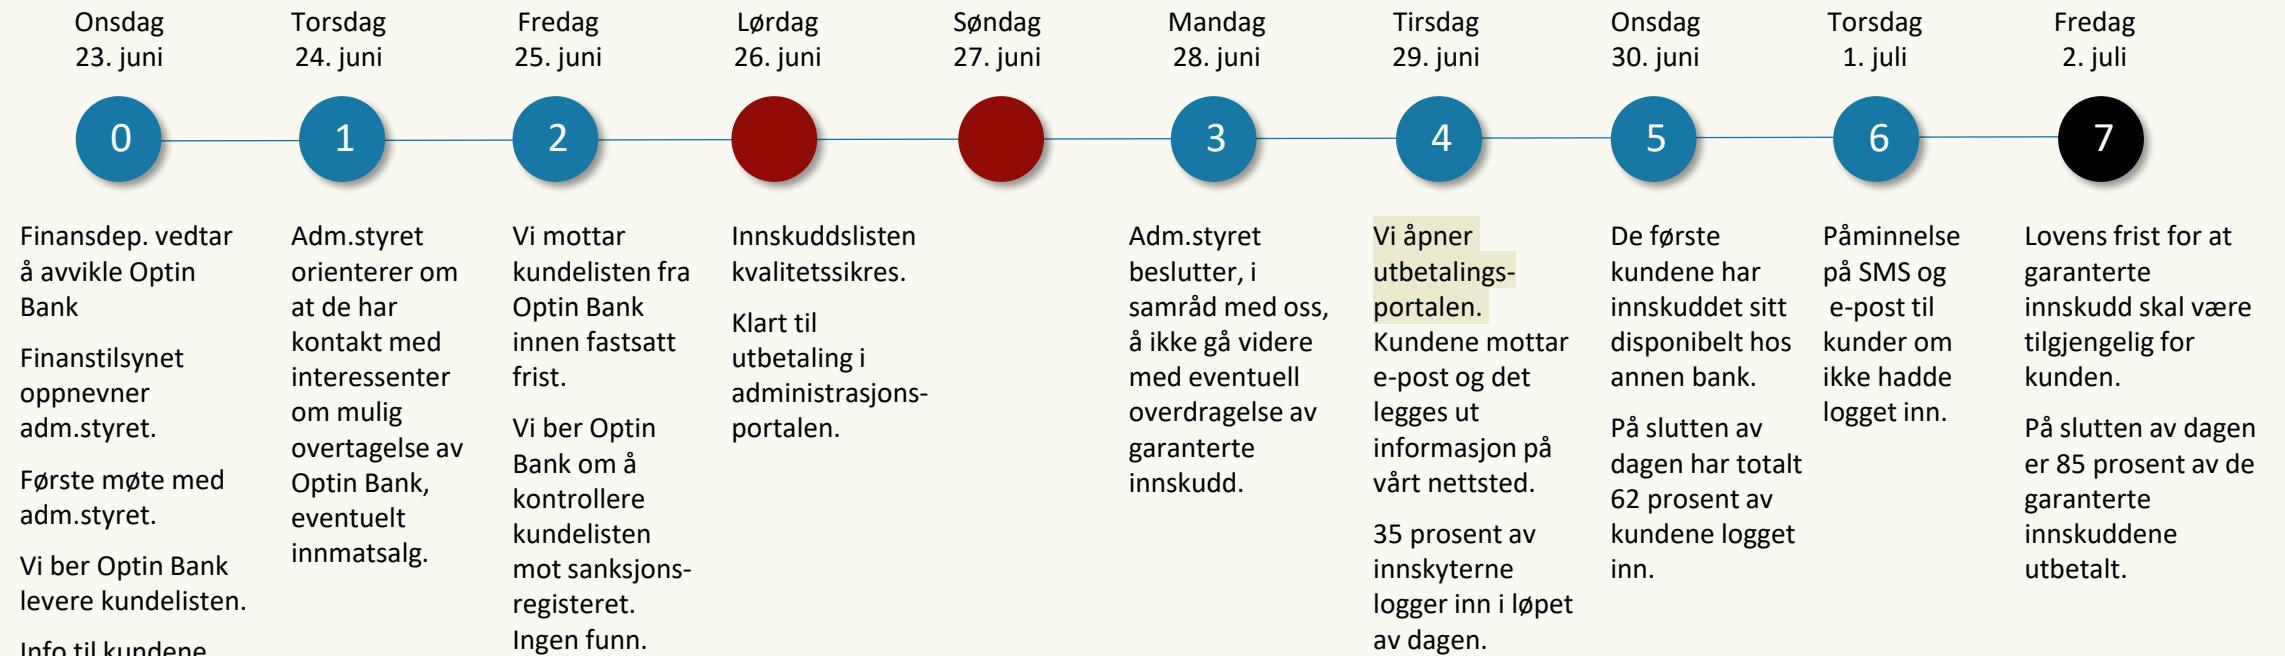 Onsdag
23. juni
Torsdag
24. juni
Fredag
25. juni
Lørdag
26. juni
Søndag
27. juni
Mandag
28. juni
Tirsdag
29. juni
Onsdag
30. juni
Torsdag
1. juli
Fredag
2. juli
0
1
2
3
4
5
6
7
Finansdep. vedtar
å avvikle Optin
Bank
Finanstilsynet
oppnevner
adm.styret.
Første møte med
adm.styret.
Vi ber Optin Bank
levere kundelisten.
Info til kundene
Adm.styret
orienterer om
at de har
kontakt med
interessenter
om mulig
overtagelse av
Optin Bank,
eventuelt
innmatsalg.
Vi mottar
kundelisten fra
Optin Bank
innen fastsatt
frist.
Vi ber Optin
Bank om å
kontrollere
kundelisten
mot sanksjons-
registeret.
Ingen funn.
Innskuddslisten
kvalitetssikres.
Klart til
utbetaling i
administrasjons-
portalen.
Adm.styret
beslutter, i
samråd med oss,
å ikke gå videre
med eventuell
overdragelse av
garanterte
innskudd.
Vi åpner
utbetalings-
portalen.
Kundene mottar
e-post og det
legges ut
informasjon på
vårt nettsted.
35 prosent av
innskyterne
logger inn i løpet
av dagen.
De første
kundene har
innskuddet sitt
disponibelt hos
annen bank.
På slutten av
dagen har totalt
62 prosent av
kundene logget
inn.
Påminnelse
på SMS og
e-post til
kunder om
ikke hadde
logget inn.
Lovens frist for at
garanterte
innskudd skal være
tilgjengelig for
kunden.
På slutten av dagen
er 85 prosent av de
garanterte
innskuddene
utbetalt.